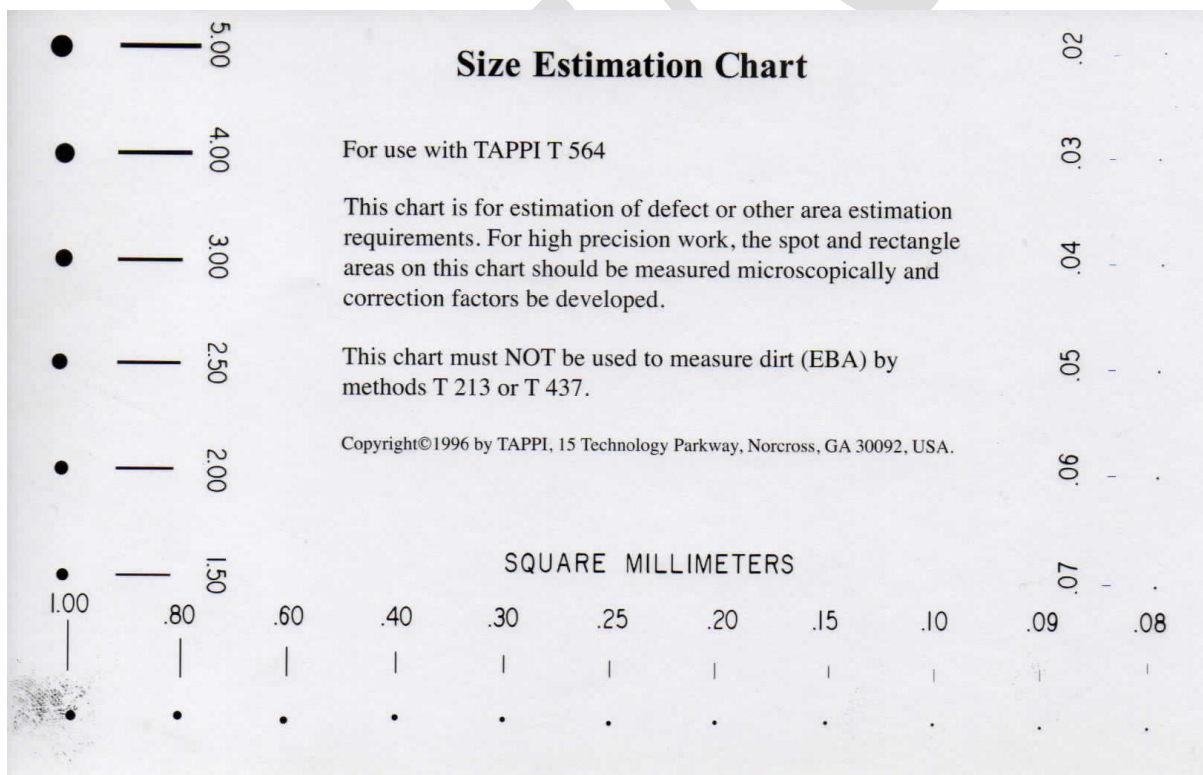 5.00
Size Estimation Chart
.02
4.00
For use with TAPPI T 564
.03
This chart is for estimation of defect or other area estimation
3.00
requirements. For high precision work, the spot and rectangle
.04
areas on this chart should be measured microscopically and
correction factors be developed.
2.50
This chart must NOT be used to measure dirt (EBA) by
.05
methods T 213 or T 437.
Copyright©1996 by TAPPI, 15 Technology Parkway, Norcross, GA 30092, USA.
2.00
.06
SQUARE MILLIMETERS
1.50
.07
1.00 .80 .60 .40 .30 .25 .20 .15 .10 .09 .08